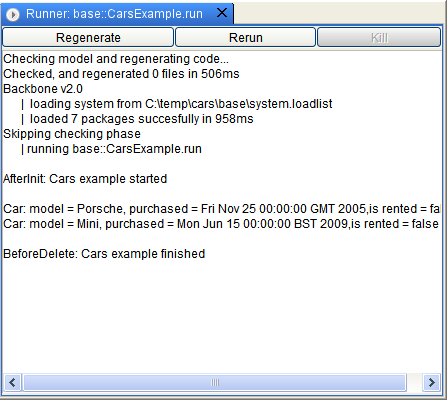 Runner: base::CarsExample.run
Regenerate Rerun Kill
Checking model and regenerating code...
Checked, and regenerated 0 files in 506ms
Backbone v2.0
| loading system from C:\temp\cars\base\system.loadlist
| loaded 7 packages succesfully in 958ms
Skipping checking phase
| running base::CarsExample.run
AfterInit: Cars example started
Car: model = Porsche, purchased = Fri Nov 25 00:00:00 GMT 2005,is rented = fal
Car: model = Mini, purchased = Mon Jun 15 00:00:00 BST 2009,is rented = false
BeforeDelete: Cars example finished